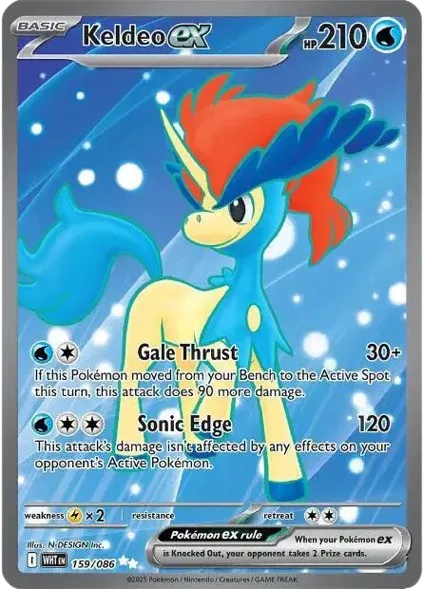 BASIC Keldeo ex HP 210
Gale Thrust 30+
If this Pokémon moved from your Bench to the Active Spot
this turn, this attack does 90 more damage.
Sonic Edge 120
This attack's damage isn't affected by any effects on your
opponent's Active Pokémon.
weakness ×2 resistance retreat
Illus. N-DESIGN Inc.
Pokémon ex rule When your Pokémon ex
is Knocked Out, your opponent takes 2 Prize cards.
I WHT EN 159/086
©2025 Pokémon / Nintendo / Creatures / GAME FREAK